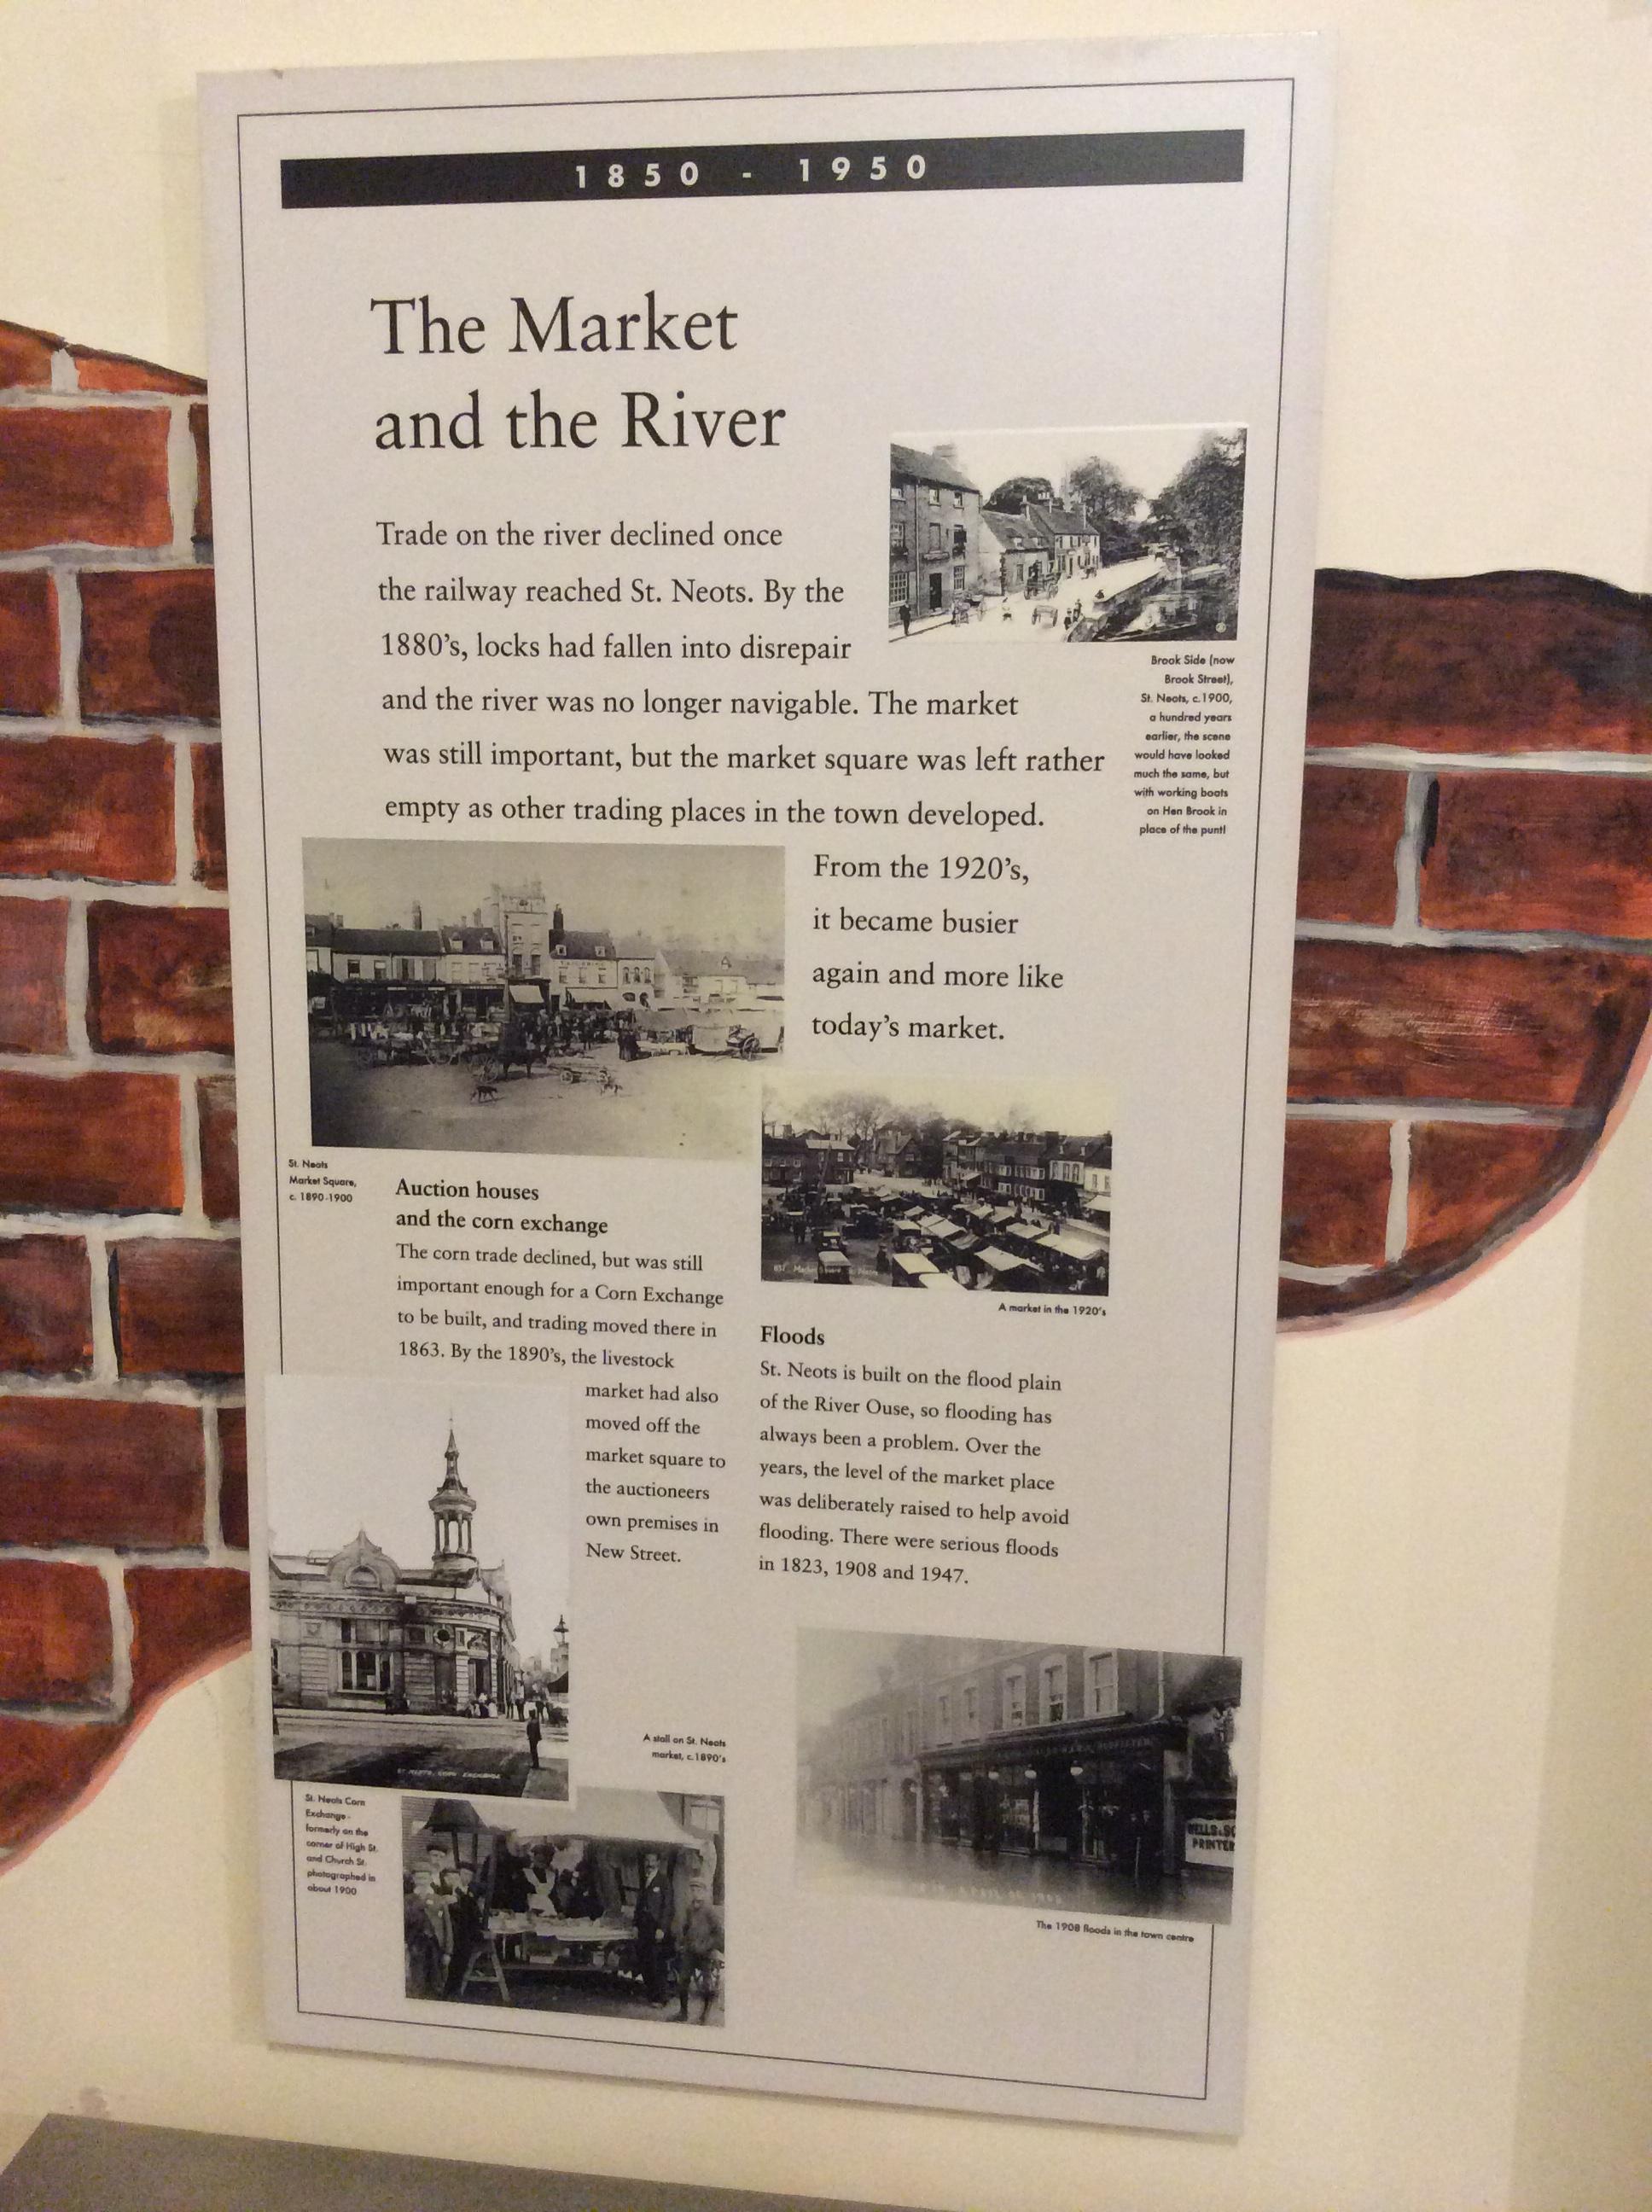 1850 - 1950
The Market
and the River
Trade on the river declined once
the railway reached St. Neots. By the
1880's, locks had fallen into disrepair
and the river was no longer navigable. The market
was still important, but the market square was left rather
empty as other trading places in the town developed.
From the 1920's,
it became busier
again and more like
today's market.
Brook Side (now
Brook Street),
St. Neots, c.1900,
a hundred years
earlier, the scene
would have looked
much the same, but
with working boats
on Hen Brook in
place of the punt!
St. Neots
Market Square,
c. 1890-1900
Auction houses
and the corn exchange
The corn trade declined, but was still
important enough for a Corn Exchange
to be built, and trading moved there in
1863. By the 1890's, the livestock
market had also
moved off the
market square to
the auctioneers
own premises in
New Street.
A market in the 1920's
Floods
St. Neots is built on the flood plain
of the River Ouse, so flooding has
always been a problem. Over the
years, the level of the market place
was deliberately raised to help avoid
flooding. There were serious floods
in 1823, 1908 and 1947.
ST NEOTS, CORN EXCHANGE
A stall on St. Neots
market, c.1890's
St. Neots Corn
Exchange -
formerly on the
corner of High St.
and Church St.
photographed in
about 1900
PRINTER
The 1908 floods in the town centre